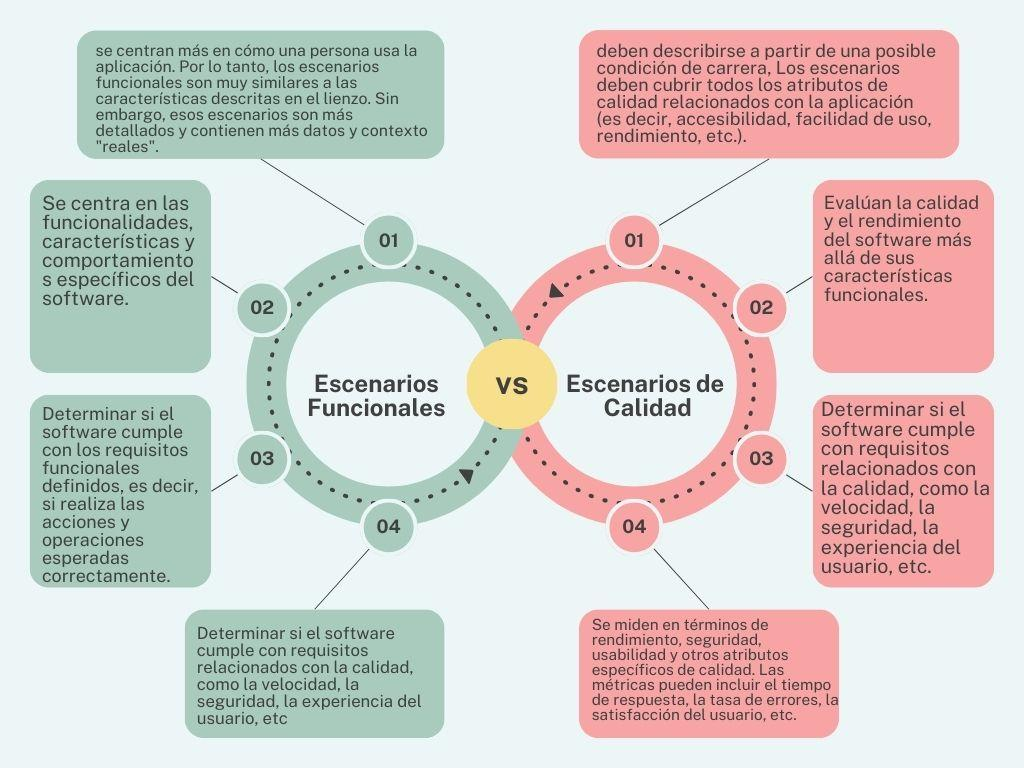 se centran más en cómo una persona usa la
aplicación. Por lo tanto, los escenarios
funcionales son muy similares a las
características descritas en el lienzo. Sin
embargo, esos escenarios son más
detallados y contienen más datos y contexto
"reales".
deben describirse a partir de una posible
condición de carrera, Los escenarios
deben cubrir todos los atributos de
calidad relacionados con la aplicación
(es decir, accesibilidad, facilidad de uso,
rendimiento, etc.).
Se centra en las
funcionalidades,
características y
comportamiento
s específicos del
software.
Evalúan la calidad
y el rendimiento
del software más
allá de sus
características
funcionales.
01
02
03
04
Escenarios
Funcionales
vs
01
02
03
04
Escenarios de
Calidad
Determinar si el
software cumple
con los requisitos
funcionales
definidos, es decir,
si realiza las
acciones y
operaciones
esperadas
correctamente.
Determinar si el
software cumple
con requisitos
relacionados con
la calidad, como la
velocidad, la
seguridad, la
experiencia del
usuario, etc.
Determinar si el software
cumple con requisitos
relacionados con la calidad,
como la velocidad, la
seguridad, la experiencia del
usuario, etc
Se miden en términos de
rendimiento, seguridad,
usabilidad y otros atributos
específicos de calidad. Las
métricas pueden incluir el tiempo
de respuesta, la tasa de errores, la
satisfacción del usuario, etc.